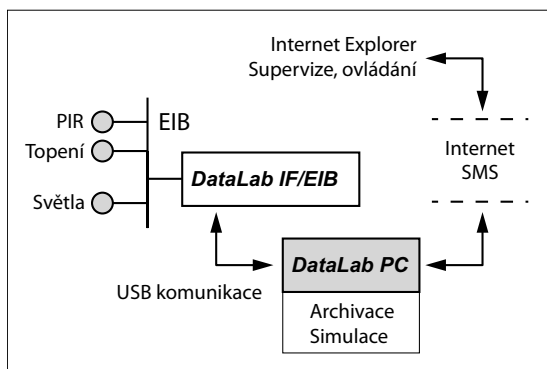 Internet Explorer
Supervize, ovládání
PIR
EIB
Topení
Světla
DataLab IF/EIB
Internet
SMS
USB komunikace
DataLab PC
Archivace
Simulace